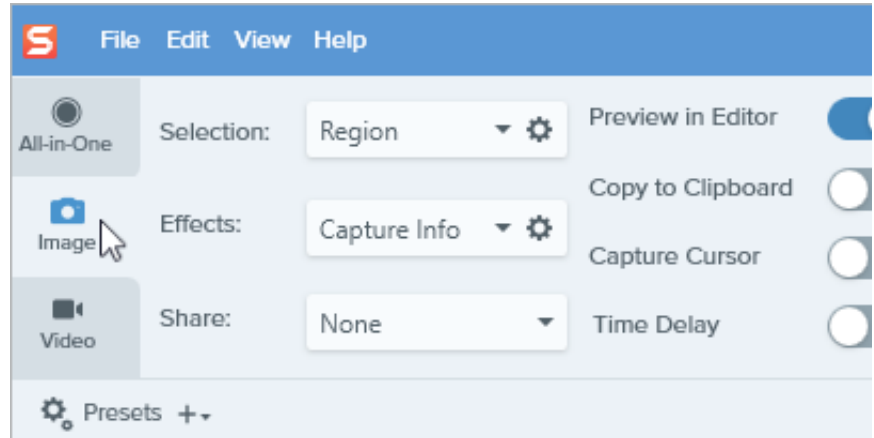 File Edit View Help
All-in-One
Image
Video
Selection: Region
Effects: Capture Info
Share: None
Preview in Editor
Copy to Clipboard
Capture Cursor
Time Delay
Presets